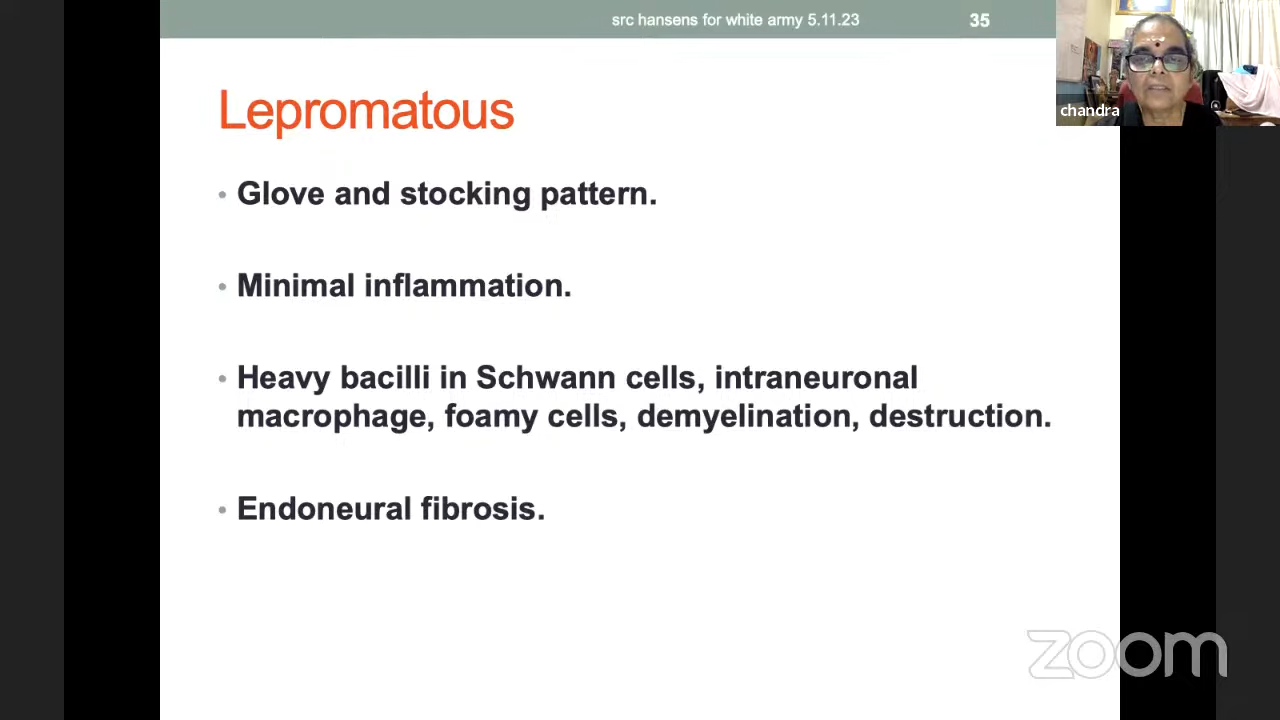 src hansens for white army 5.11.23
35
chandra
Lepromatous
• Glove and stocking pattern.
• Minimal inflammation.
• Heavy bacilli in Schwann cells, intraneuronal
macrophage, foamy cells, demyelination, destruction.
• Endoneural fibrosis.
zoom